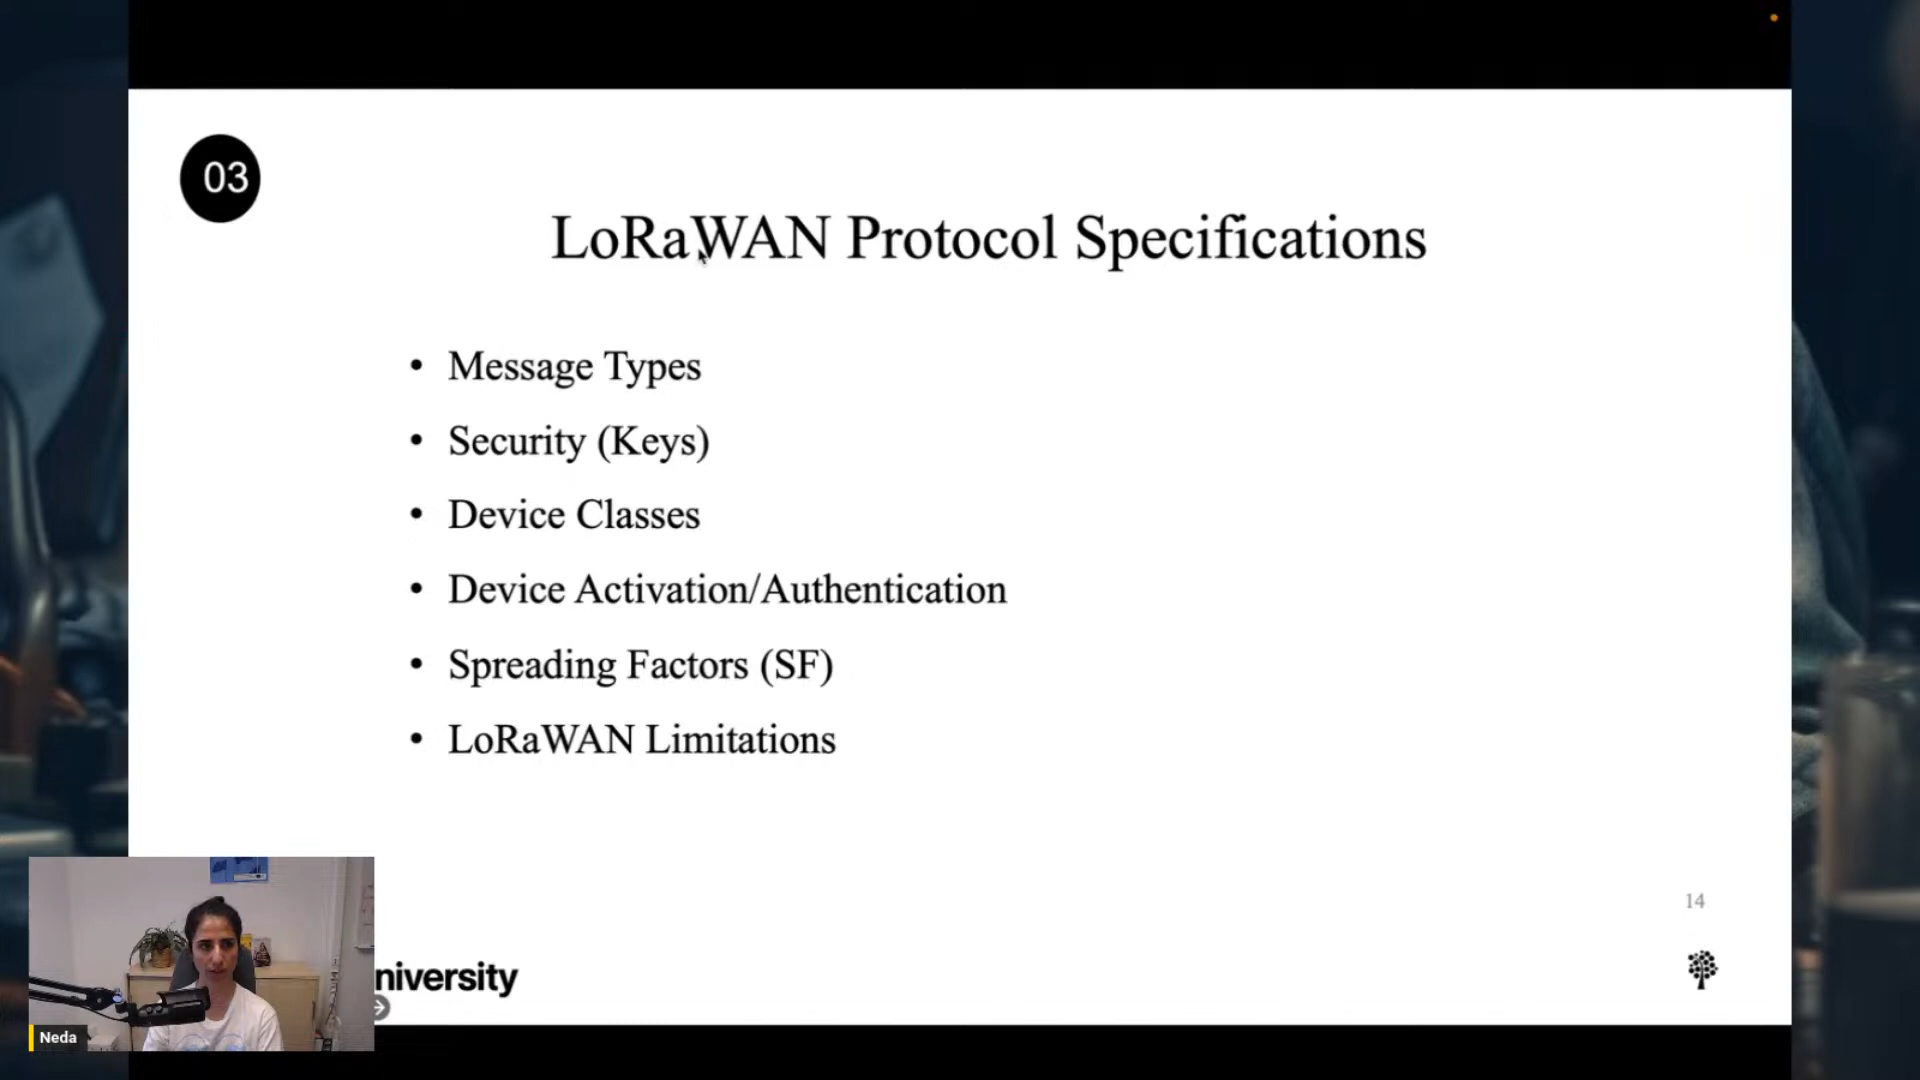 03
LoRaWAN Protocol Specifications
• Message Types
• Security (Keys)
• Device Classes
• Device Activation/Authentication
• Spreading Factors (SF)
• LoRaWAN Limitations
14
niversity
Neda